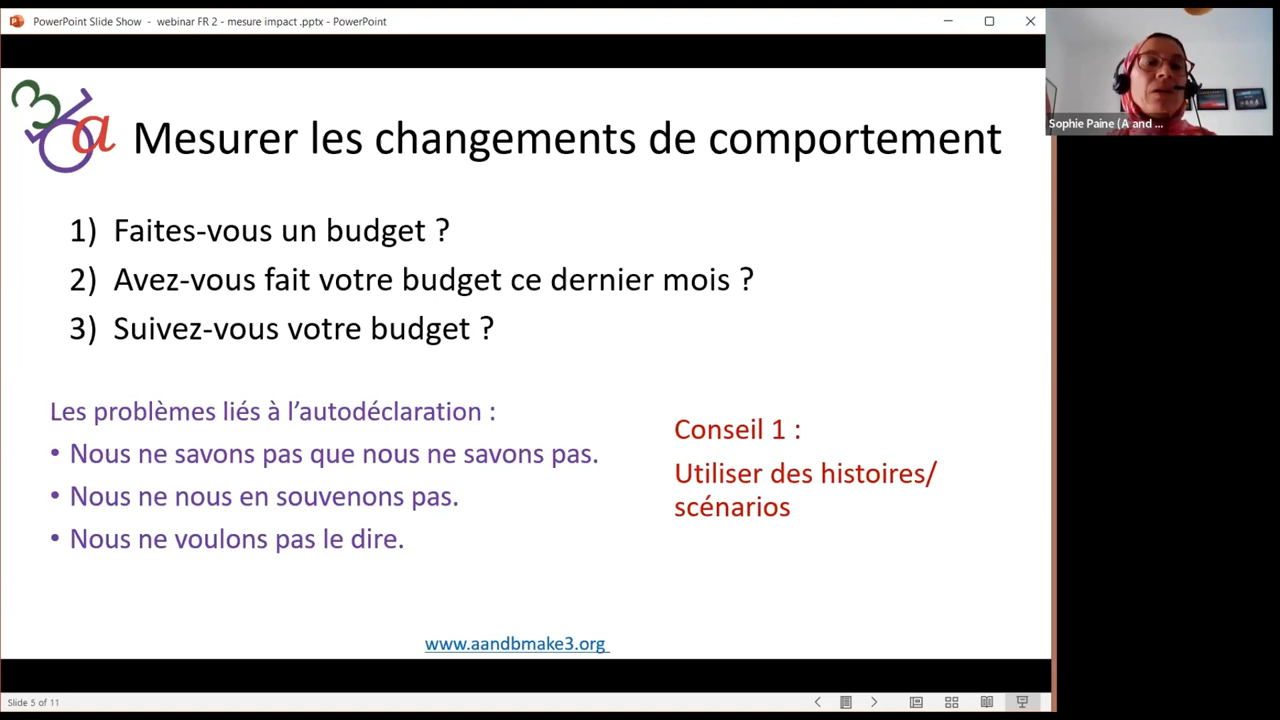 PowerPoint Slide Show - webinar FR 2 - mesure impact .pptx - PowerPoint
Sophie Paine (A and ...
36a
Mesurer les changements de comportement
1) Faites-vous un budget ?
2) Avez-vous fait votre budget ce dernier mois ?
3) Suivez-vous votre budget ?
Les problèmes liés à l’autodéclaration :
• Nous ne savons pas que nous ne savons pas.
• Nous ne nous en souvenons pas.
• Nous ne voulons pas le dire.
Conseil 1 :
Utiliser des histoires/
scénarios
www.aandbmake3.org
Slide 5 of 11